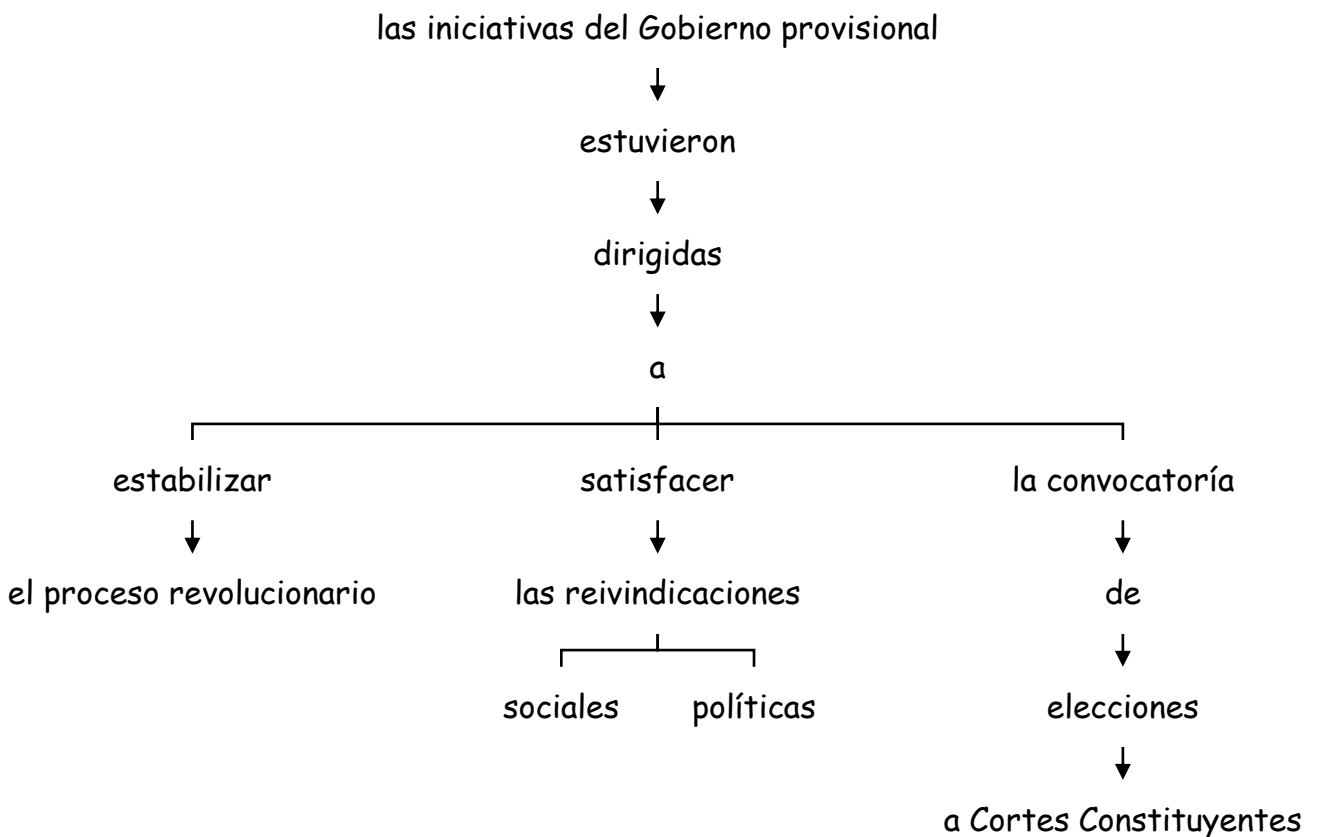 las iniciativas del Gobierno provisional
estuvieron
dirigidas
a
estabilizar satisfacer la convocatoría
el proceso revolucionario las reivindicaciones de
sociales políticas elecciones
a Cortes Constituyentes